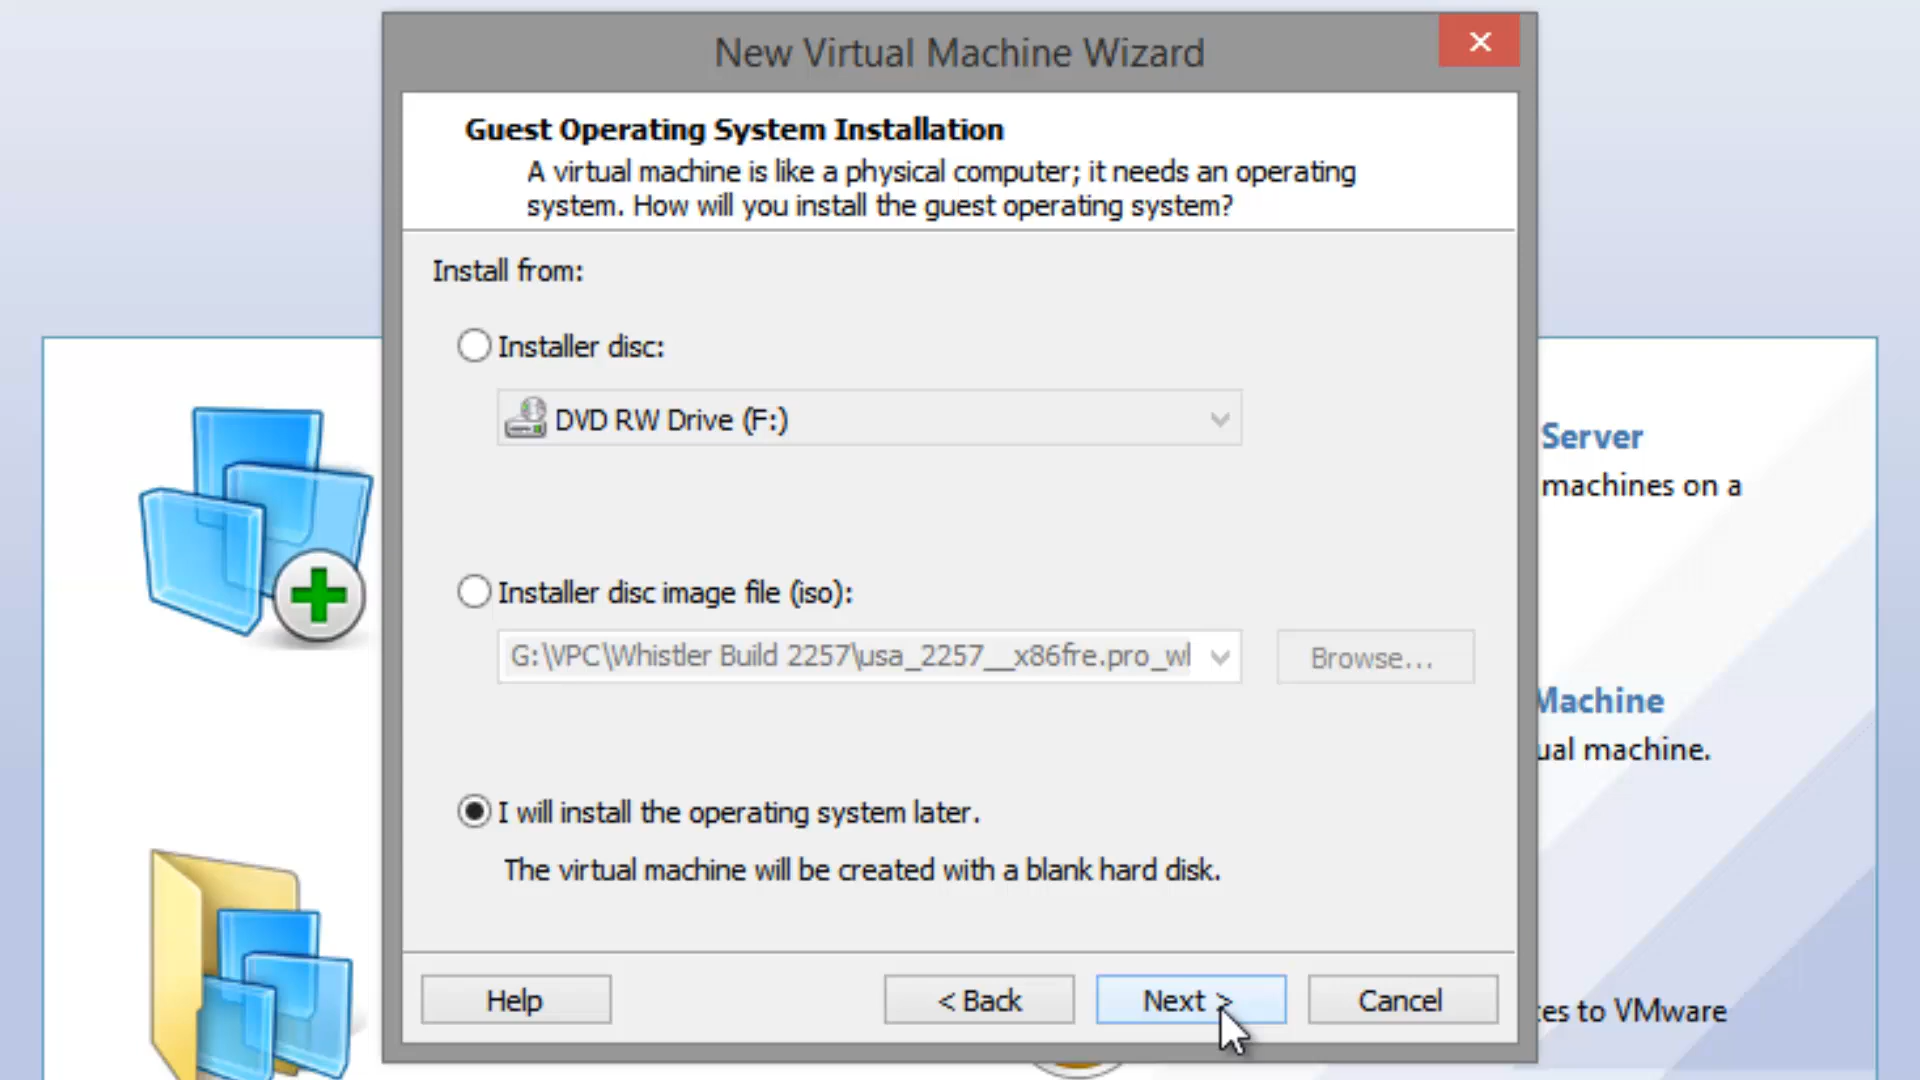 New Virtual Machine Wizard
Guest Operating System Installation
A virtual machine is like a physical computer; it needs an operating
system. How will you install the guest operating system?
Install from:
Installer disc:
DVD RW Drive (F:)
Installer disc image file (iso):
G:\VPC\Whistler Build 2257\usa_2257__x86fre.pro_wl
Browse...
I will install the operating system later.
The virtual machine will be created with a blank hard disk.
Help
< Back
Next >
Cancel
Server
machines on a
Machine
ual machine.
es to VMware